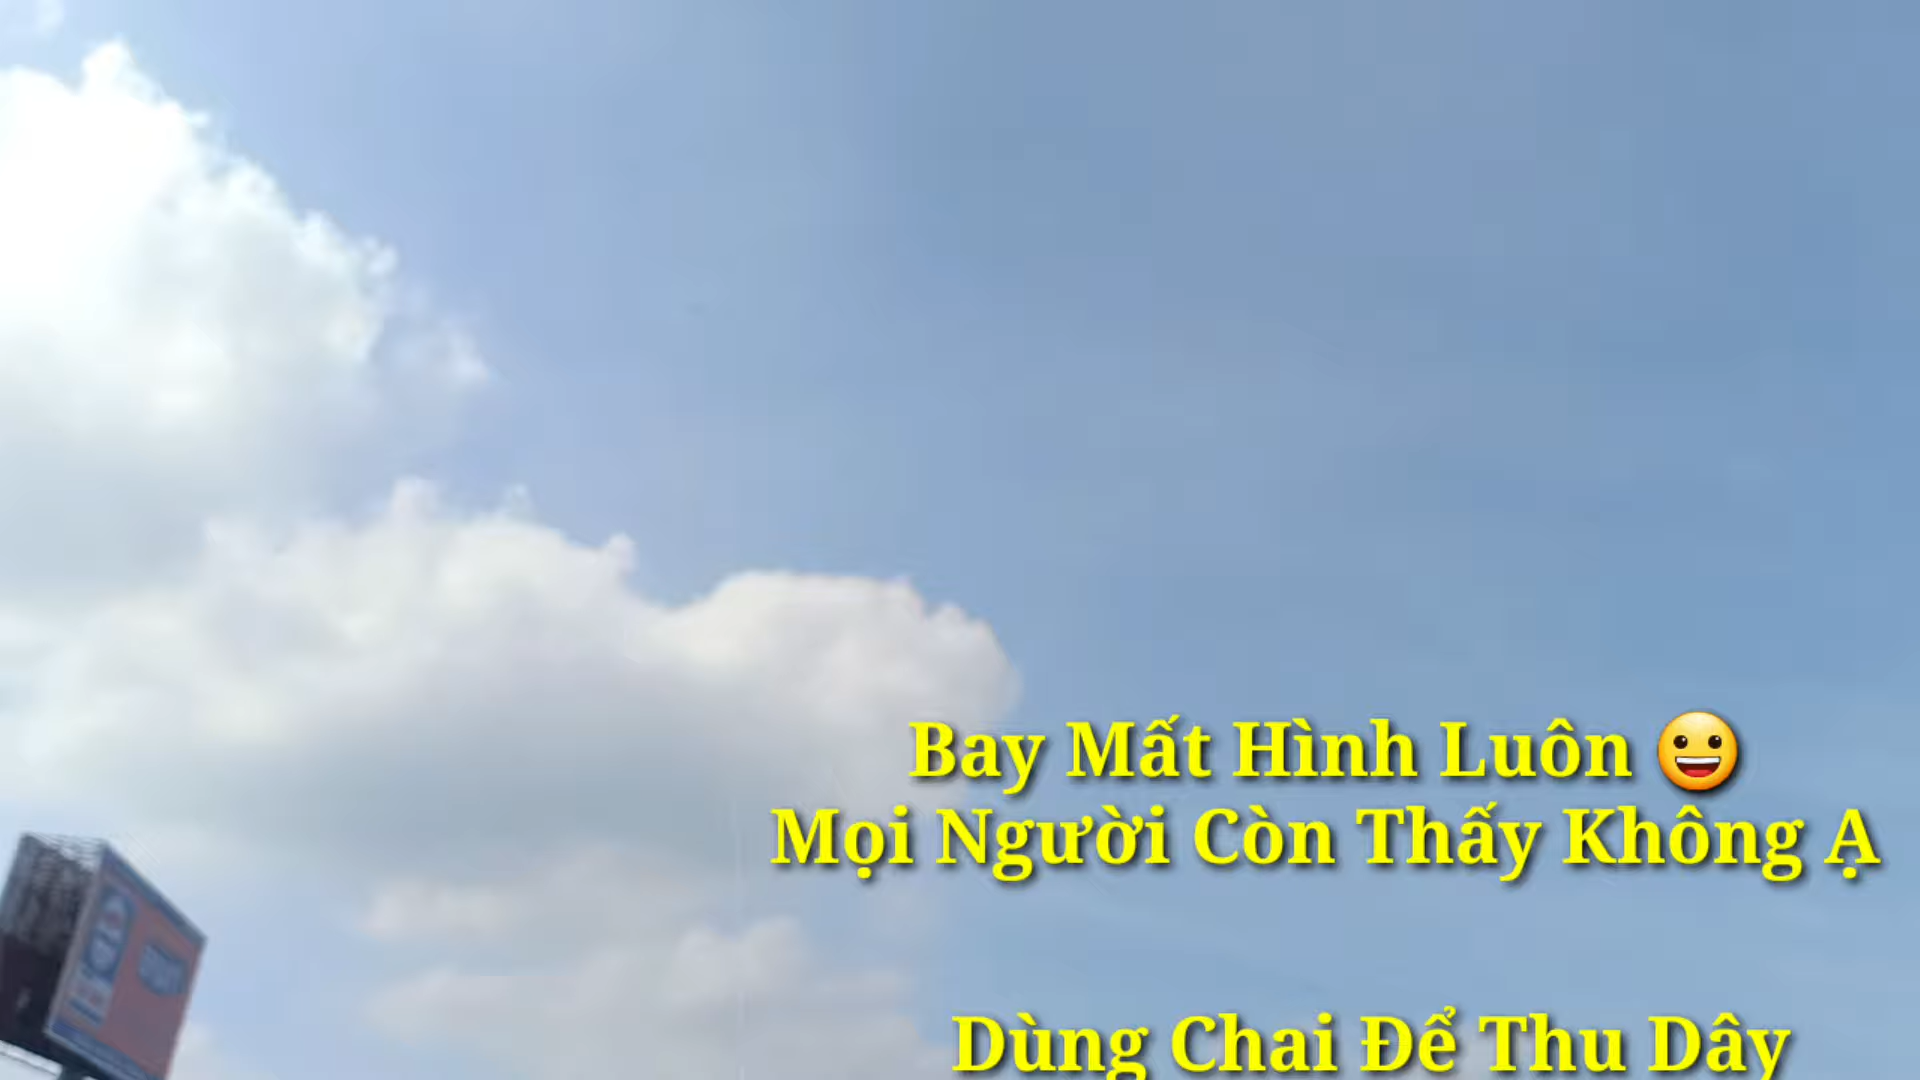 Bay Mất Hình Luôn 😀
Mọi Người Còn Thấy Không Ạ
Dùng Chai Để Thu Dây